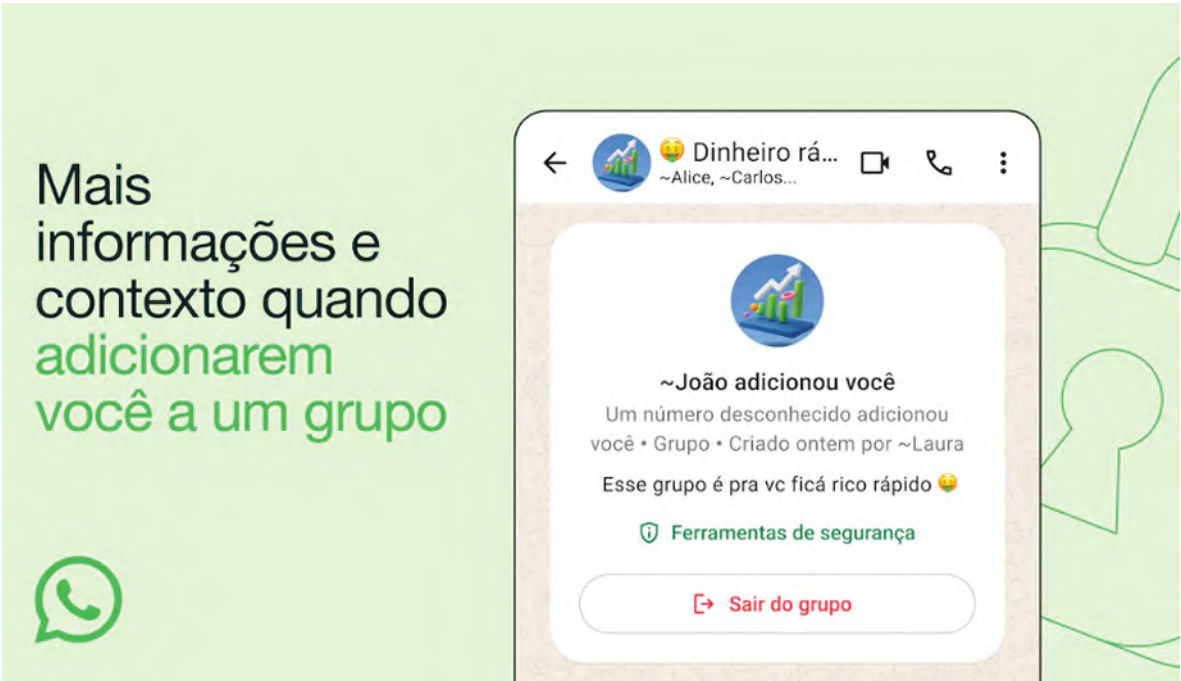 Mais
informações e
contexto quando
adicionarem
você a um grupo
🤑 Dinheiro rá...
~Alice, ~Carlos...
~João adicionou você
Um número desconhecido adicionou
você • Grupo • Criado ontem por ~Laura
Esse grupo é pra vc ficá rico rápido 🤑
Ferramentas de segurança
Sair do grupo